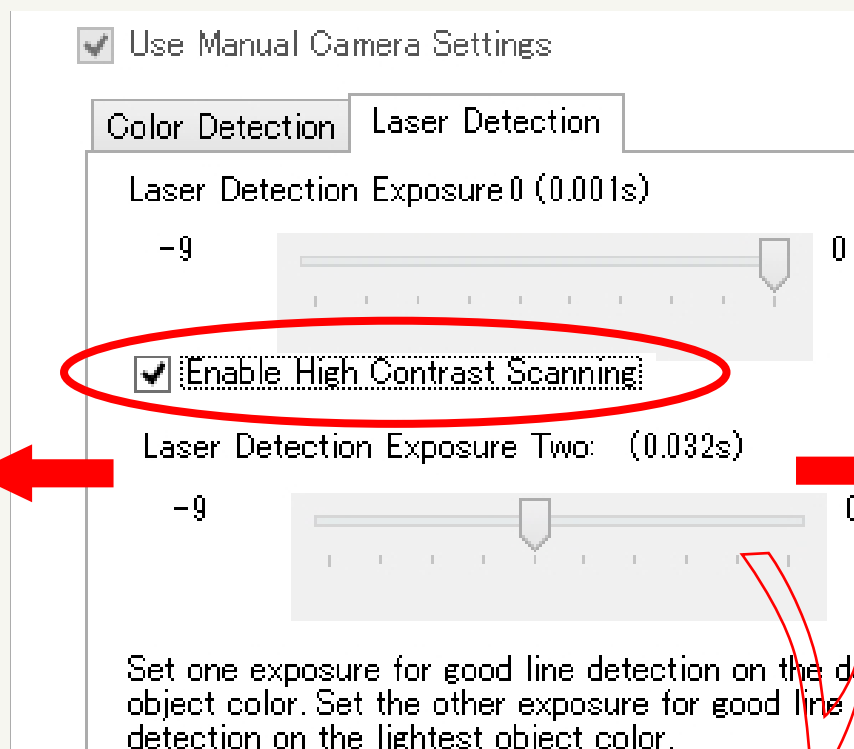 Use Manual Camera Settings
Color Detection Laser Detection
Laser Detection Exposure 0 (0.001s)
-9 0
Enable High Contrast Scanning
Laser Detection Exposure Two: (0.032s)
-9 0
Set one exposure for good line detection on the d
object color. Set the other exposure for good line
detection on the lightest object color.